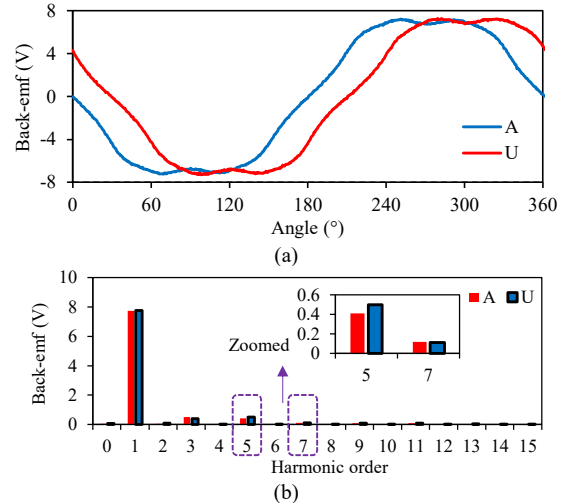 (a)
Back-emf (V)
8
4
0
-4
-8
A
U
0 60 120 180 240 300 360
Angle (°)
(a)
Back-emf (V)
10
8
6
4
2
0
A U
0.6
0.4
0.2
0
5 7
Zoomed
0 1 2 3 4 5 6 7 8 9 10 11 12 13 14 15
Harmonic order
(b)